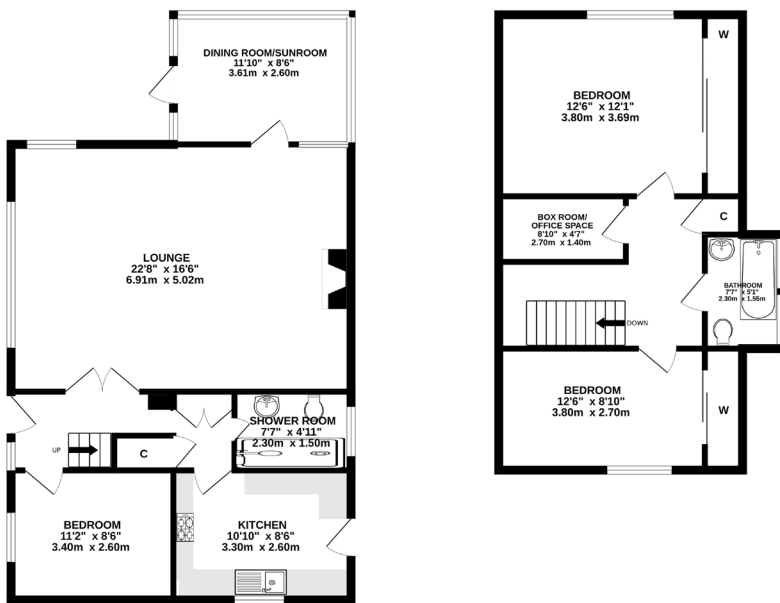 DINING ROOM/SUNROOM
11'10" x 8'6"
3.61m x 2.60m
LOUNGE
22'8" x 16'6"
6.91m x 5.02m
UP
C
SHOWER ROOM
7'7" x 4'11"
2.30m x 1.50m
BEDROOM
11'2" x 8'6"
3.40m x 2.60m
KITCHEN
10'10" x 8'6"
3.30m x 2.60m
W
BEDROOM
12'6" x 12'1"
3.80m x 3.69m
BOX ROOM/
OFFICE SPACE
8'10" x 4'7"
2.70m x 1.40m
C
BATHROOM
7'7" x 5'1"
2.30m x 1.55m
DOWN
BEDROOM
12'6" x 8'10"
3.80m x 2.70m
W